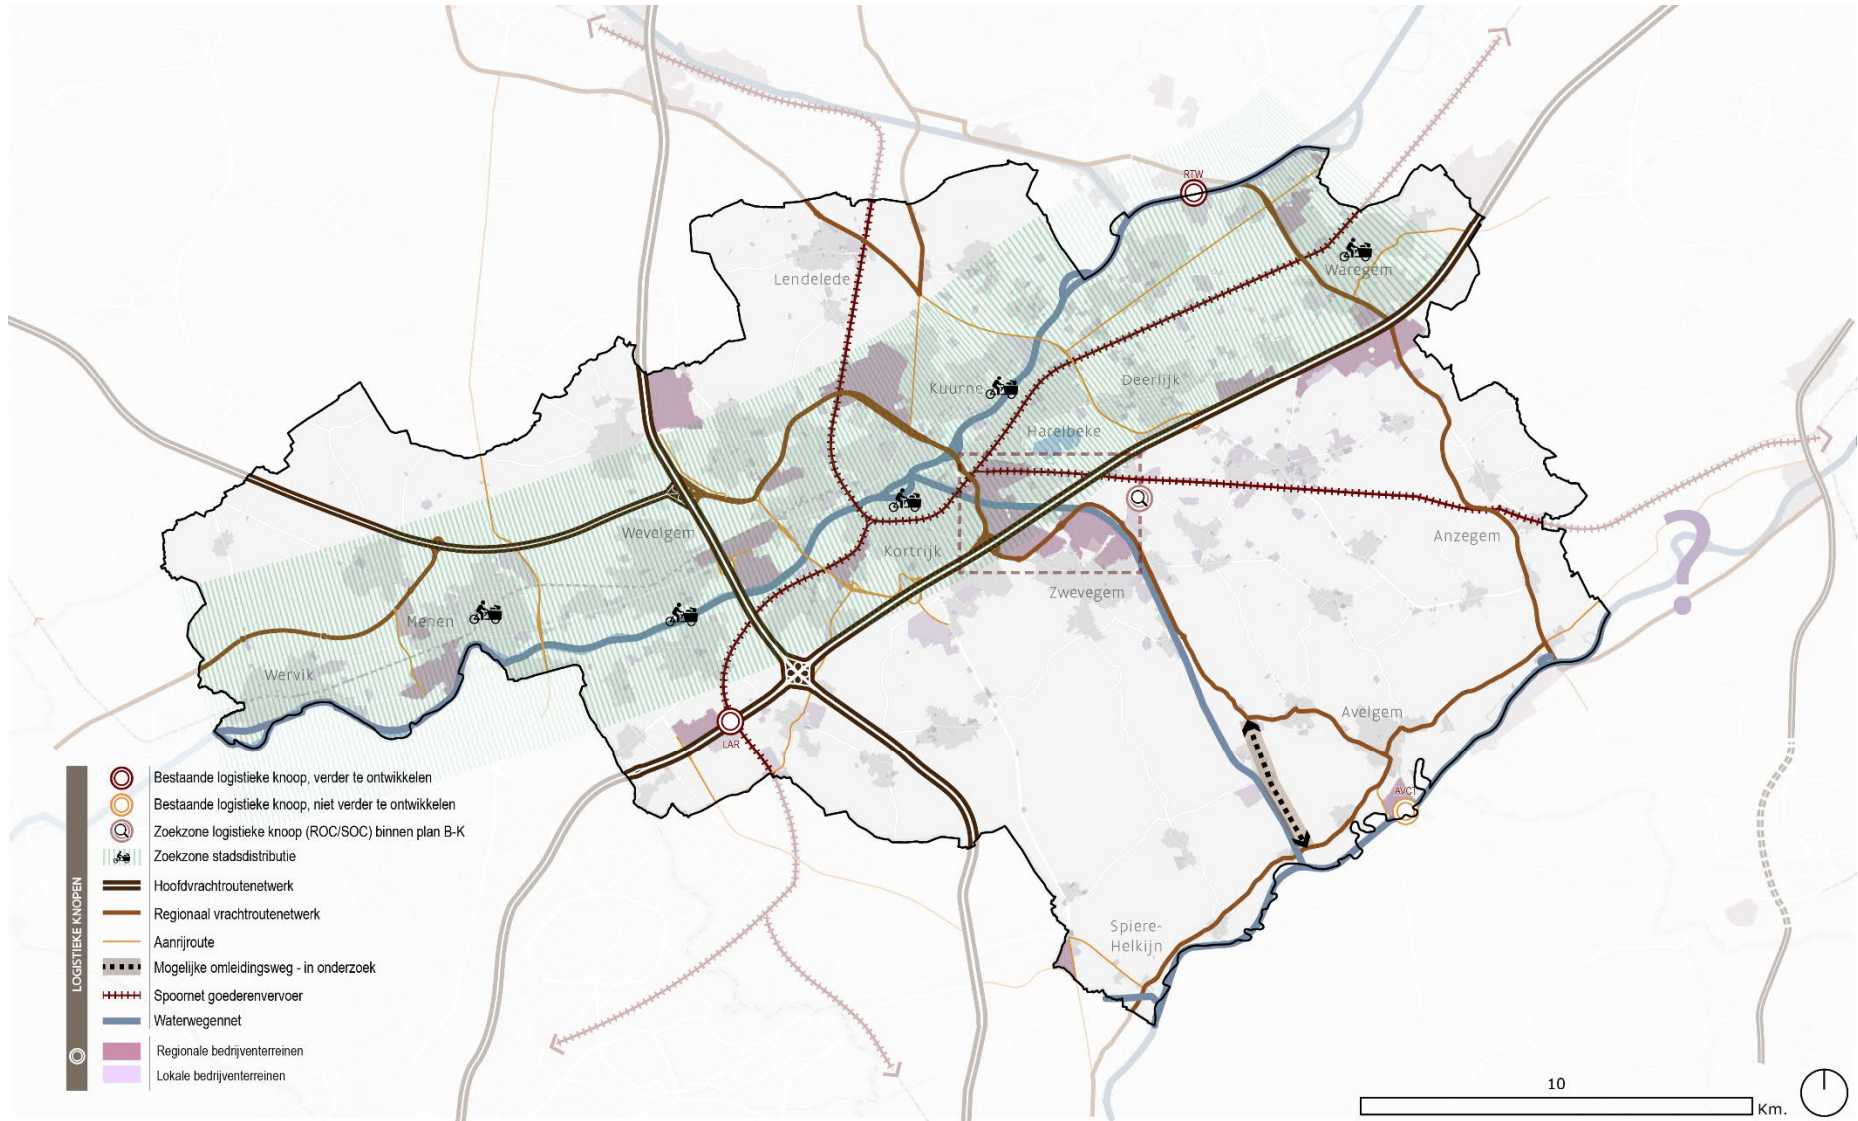 RTW
Waregem
Lendelede
Kuurne
Deerlijk
Harelbeke
Wevelgem
Kortrijk
Anzegem
Zwevegem
Menen
Wervik
Avelgem
LAR
AVCT
Spiere-
Helkijn
?
LOGISTIEKE KNOPEN
Bestaande logistieke knoop, verder te ontwikkelen
Bestaande logistieke knoop, niet verder te ontwikkelen
Zoekzone logistieke knoop (ROC/SOC) binnen plan B-K
Zoekzone stadsdistributie
Hoofdvrachtroutenetwerk
Regionaal vrachtroutenetwerk
Aanrijroute
Mogelijke omleidingsweg - in onderzoek
Spoornet goederenvervoer
Waterwegennet
Regionale bedrijventerreinen
Lokale bedrijventerreinen
10
Km.